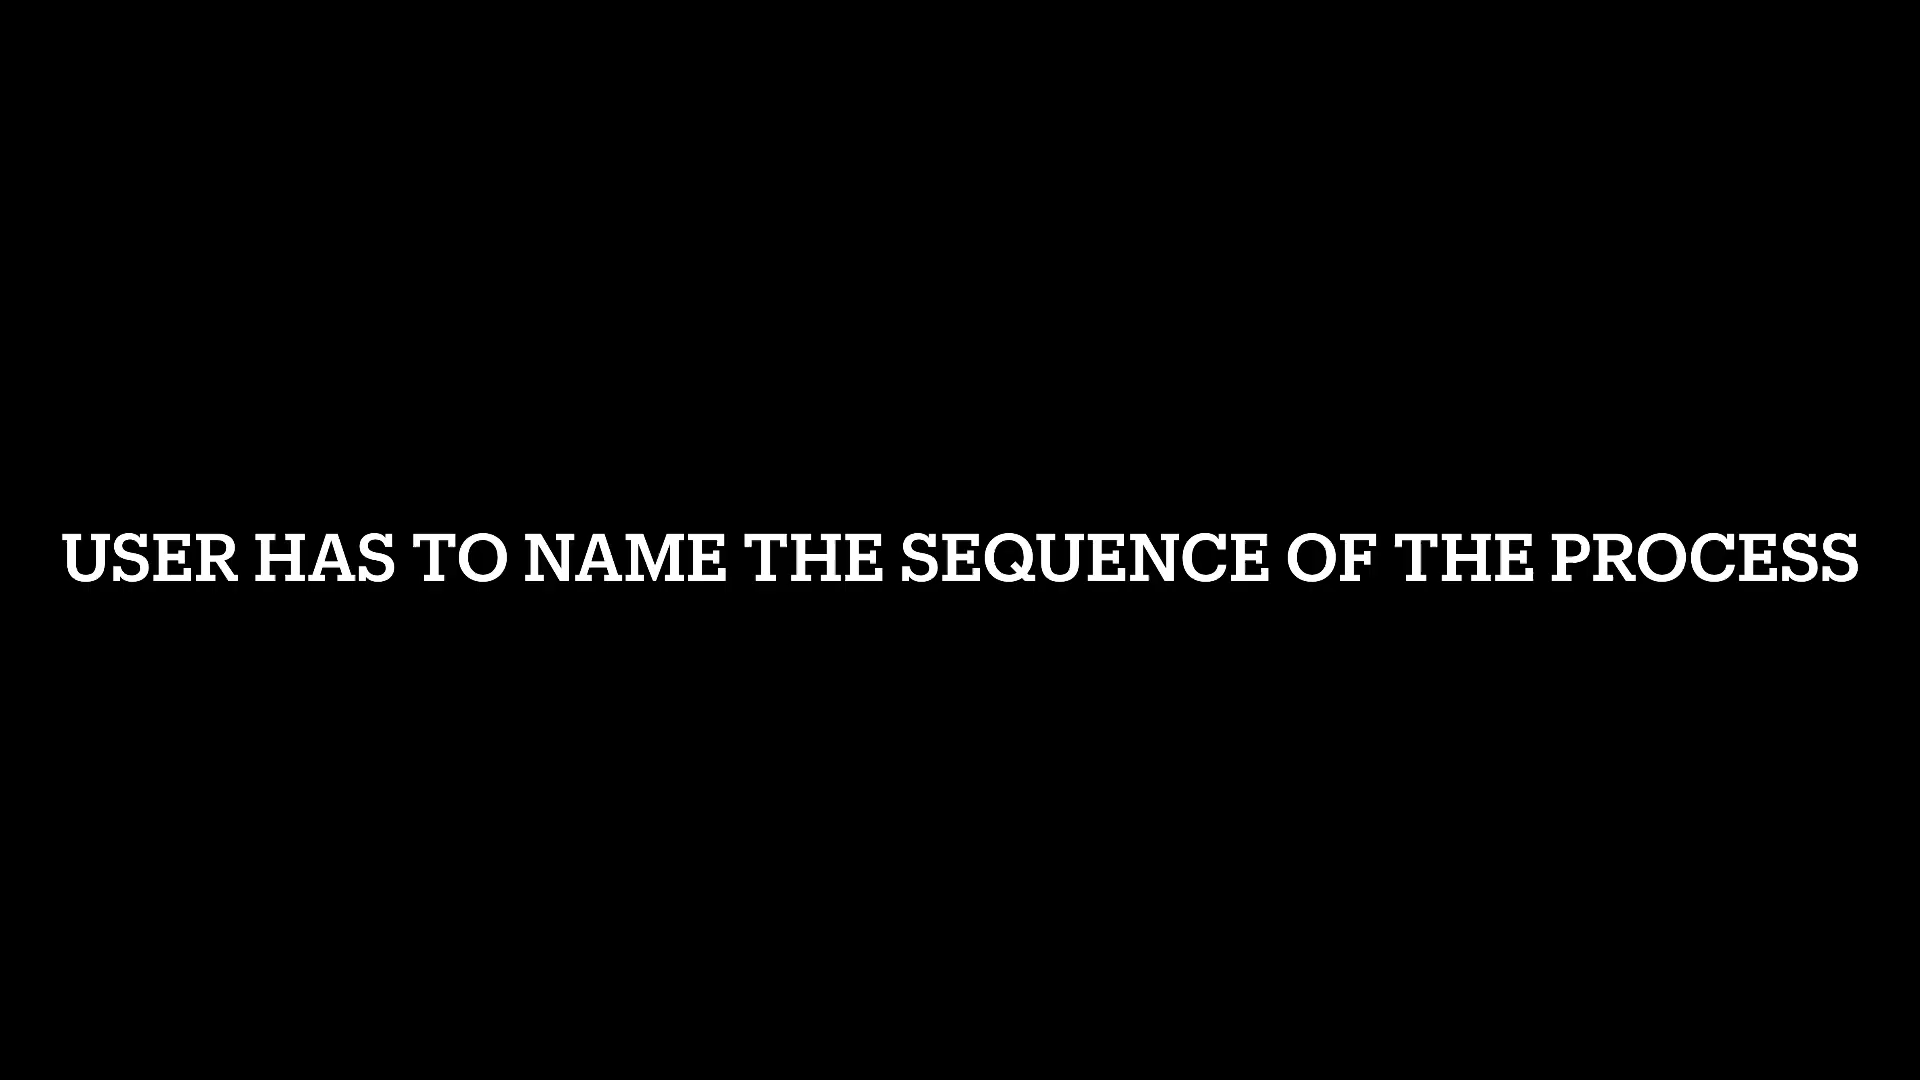 USER HAS TO NAME THE SEQUENCE OF THE PROCESS